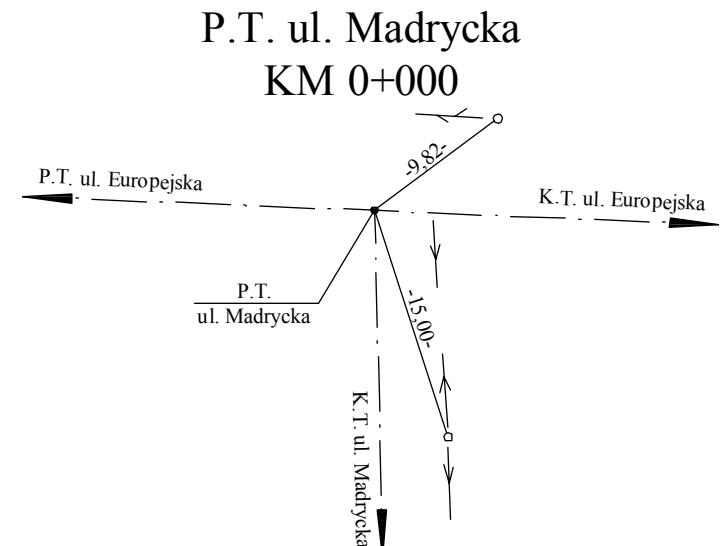 P.T. ul. Madrycka
KM 0+000
-9,82-
P.T. ul. Europejska
K.T. ul. Europejska
P.T.
ul. Madrycka
-15,00-
K.T. ul. Madrycka